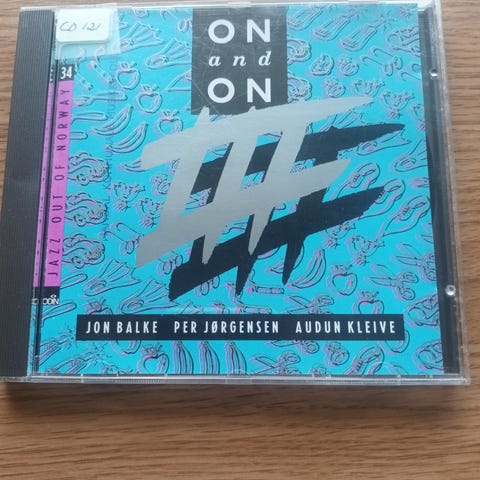 CD 121
ON
and
ON
34
JAZZ OUT OF NORWAY
ODIN
JON BALKE PER JØRGENSEN AUDUN KLEIVE